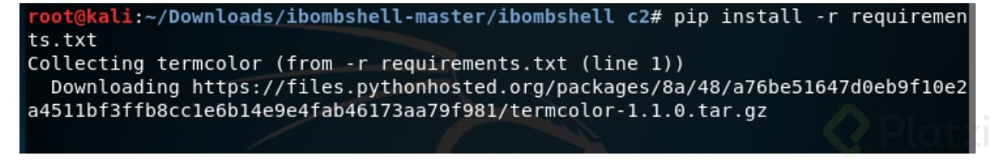 root@kali:~/Downloads/ibombshell-master/ibombshell c2# pip install -r requiremen
ts.txt
Collecting termcolor (from -r requirements.txt (line 1))
  Downloading https://files.pythonhosted.org/packages/8a/48/a76be51647d0eb9f10e2
a4511bf3ffb8cc1e6b14e9e4fab46173aa79f981/termcolor-1.1.0.tar.gz
Platzi